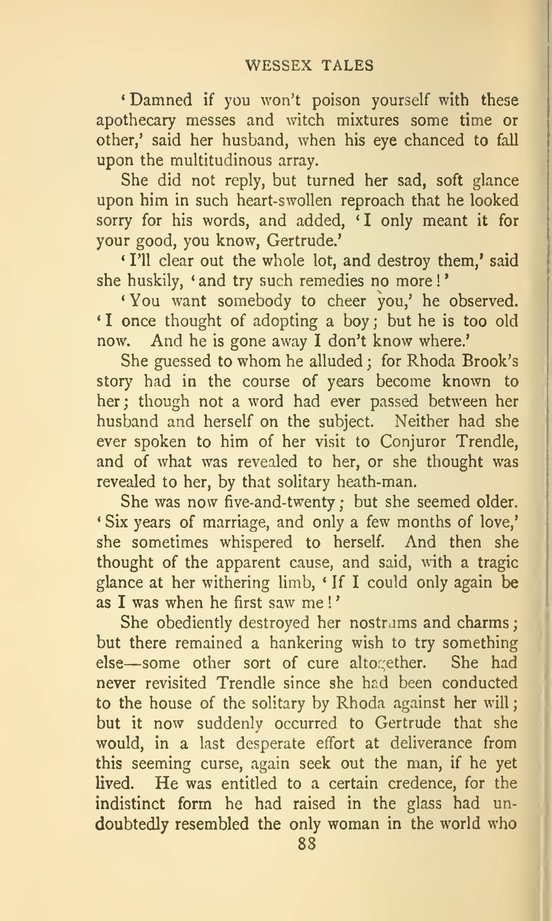 WESSEX TALES
‘Damned if you won’t poison yourself with these
apothecary messes and witch mixtures some time or
other,’ said her husband, when his eye chanced to fall
upon the multitudinous array.
She did not reply, but turned her sad, soft glance
upon him in such heart-swollen reproach that he looked
sorry for his words, and added, ‘I only meant it for
your good, you know, Gertrude.’
‘I’ll clear out the whole lot, and destroy them,’ said
she huskily, ‘and try such remedies no more!’
‘You want somebody to cheer you,’ he observed.
‘I once thought of adopting a boy; but he is too old
now. And he is gone away I don’t know where.’
She guessed to whom he alluded; for Rhoda Brook’s
story had in the course of years become known to
her; though not a word had ever passed between her
husband and herself on the subject. Neither had she
ever spoken to him of her visit to Conjuror Trendle,
and of what was revealed to her, or she thought was
revealed to her, by that solitary heath-man.
She was now five-and-twenty; but she seemed older.
‘Six years of marriage, and only a few months of love,’
she sometimes whispered to herself. And then she
thought of the apparent cause, and said, with a tragic
glance at her withering limb, ‘If I could only again be
as I was when he first saw me!’
She obediently destroyed her nostrums and charms;
but there remained a hankering wish to try something
else—some other sort of cure altogether. She had
never revisited Trendle since she had been conducted
to the house of the solitary by Rhoda against her will;
but it now suddenly occurred to Gertrude that she
would, in a last desperate effort at deliverance from
this seeming curse, again seek out the man, if he yet
lived. He was entitled to a certain credence, for the
indistinct form he had raised in the glass had un-
doubtedly resembled the only woman in the world who
88